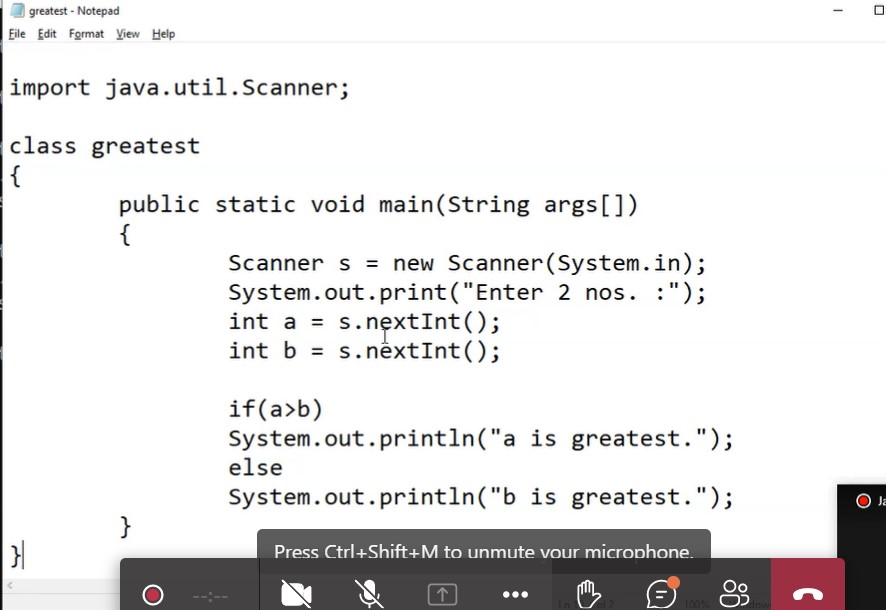 greatest - Notepad
File Edit Format View Help
import java.util.Scanner;
class greatest
{
public static void main(String args[])
{
Scanner s = new Scanner(System.in);
System.out.print("Enter 2 nos. :");
int a = s.nextInt();
int b = s.nextInt();
if(a>b)
System.out.println("a is greatest.");
else
System.out.println("b is greatest.");
}
}
Press Ctrl+Shift+M to unmute your microphone.
--:--
100%